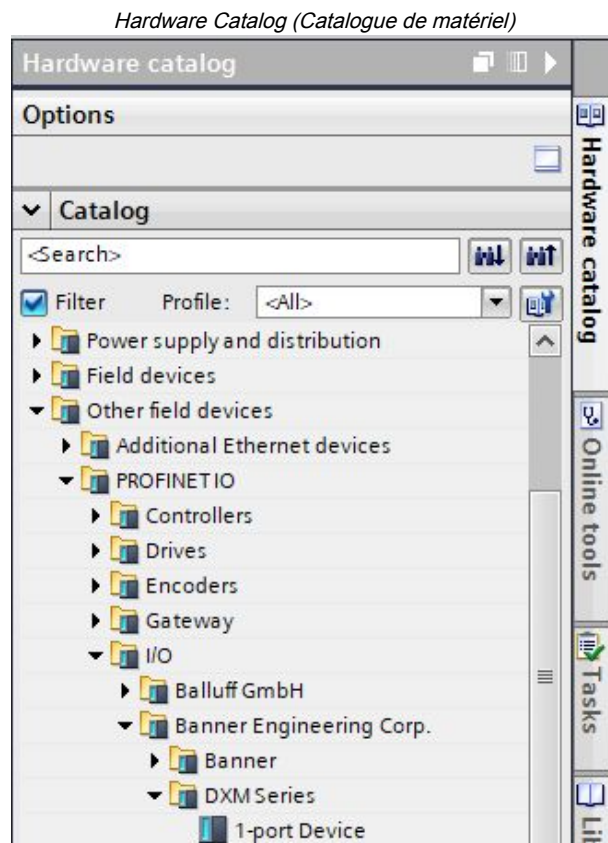 Hardware Catalog (Catalogue de matériel)
Hardware catalog
Options
Catalog
<Search>
Filter Profile: <All>
Power supply and distribution
Field devices
Other field devices
Additional Ethernet devices
PROFINET IO
Controllers
Drives
Encoders
Gateway
I/O
Balluff GmbH
Banner Engineering Corp.
Banner
DXM Series
1-port Device
Hardware catalog
Online tools
Tasks
Lib